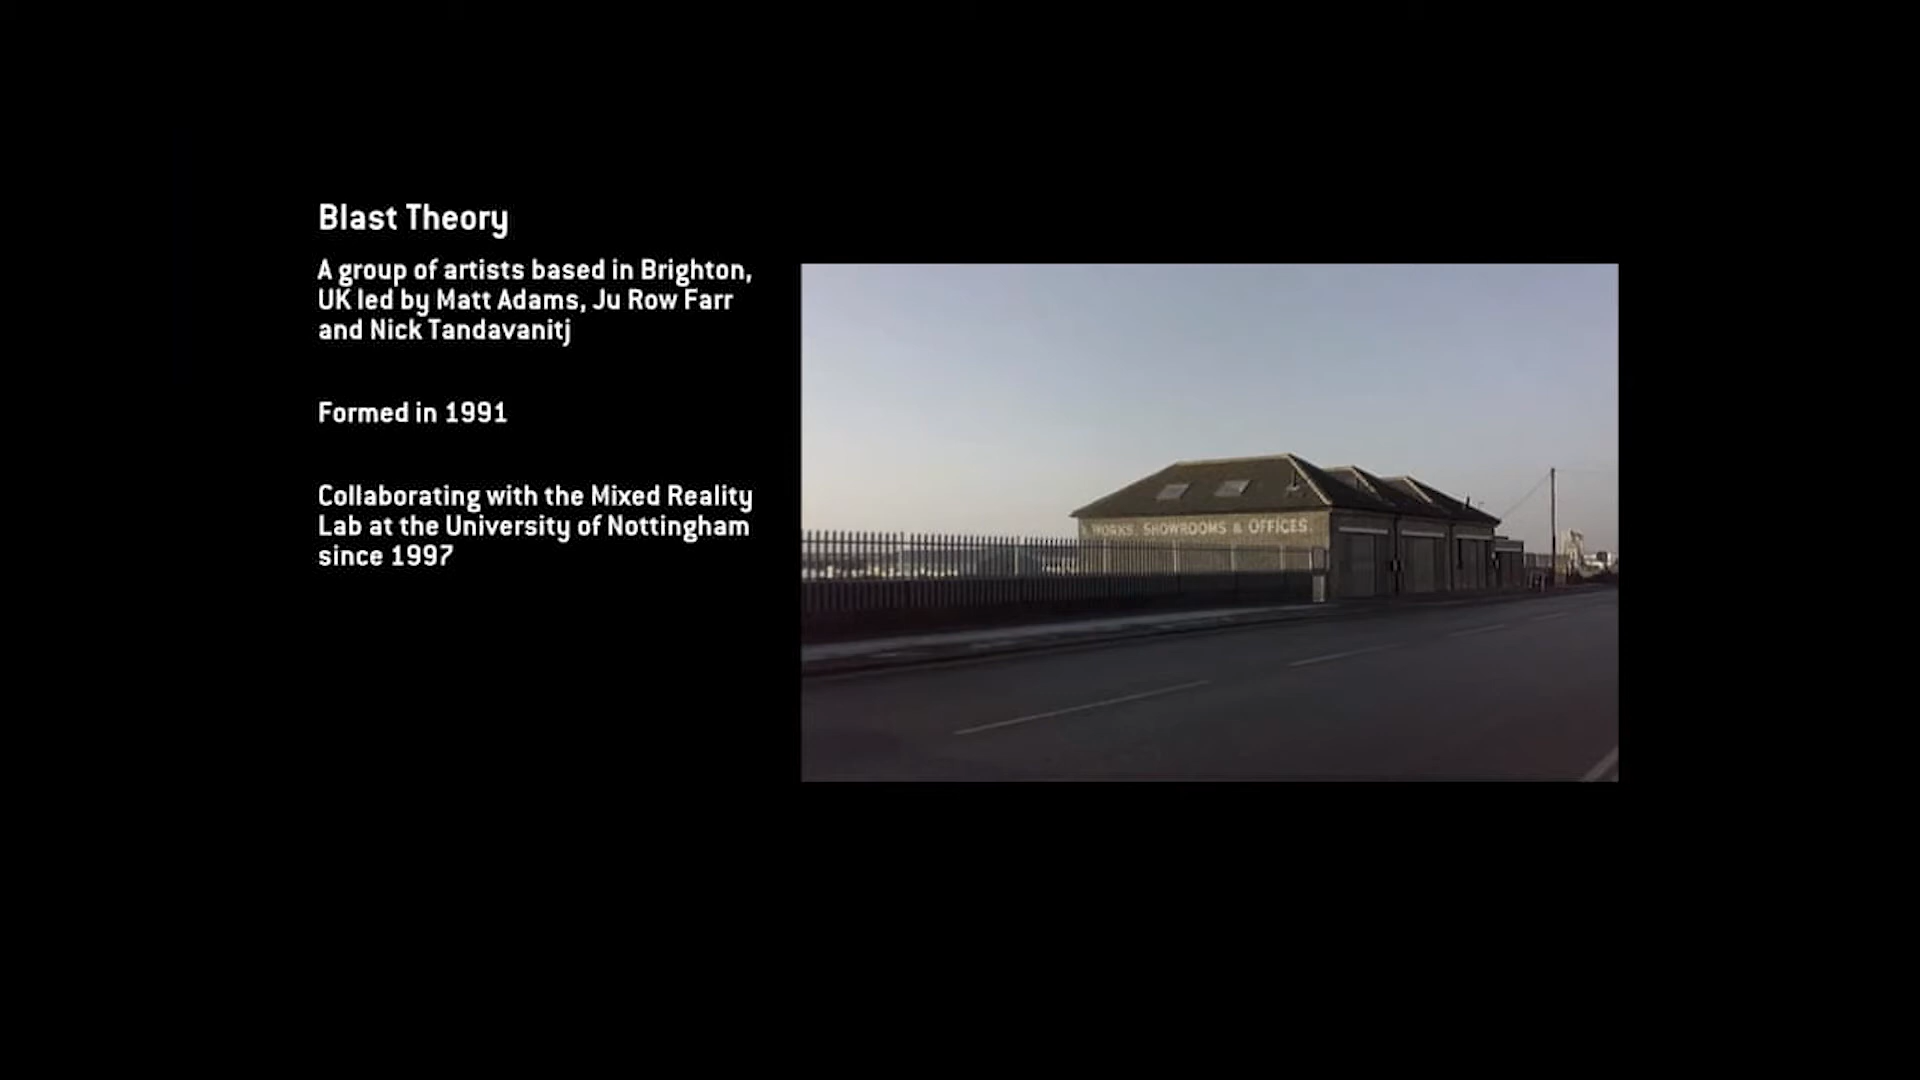 Blast Theory
A group of artists based in Brighton,
UK led by Matt Adams, Ju Row Farr
and Nick Tandavanitj
Formed in 1991
Collaborating with the Mixed Reality
Lab at the University of Nottingham
since 1997
WORKS. SHOWROOMS & OFFICES.